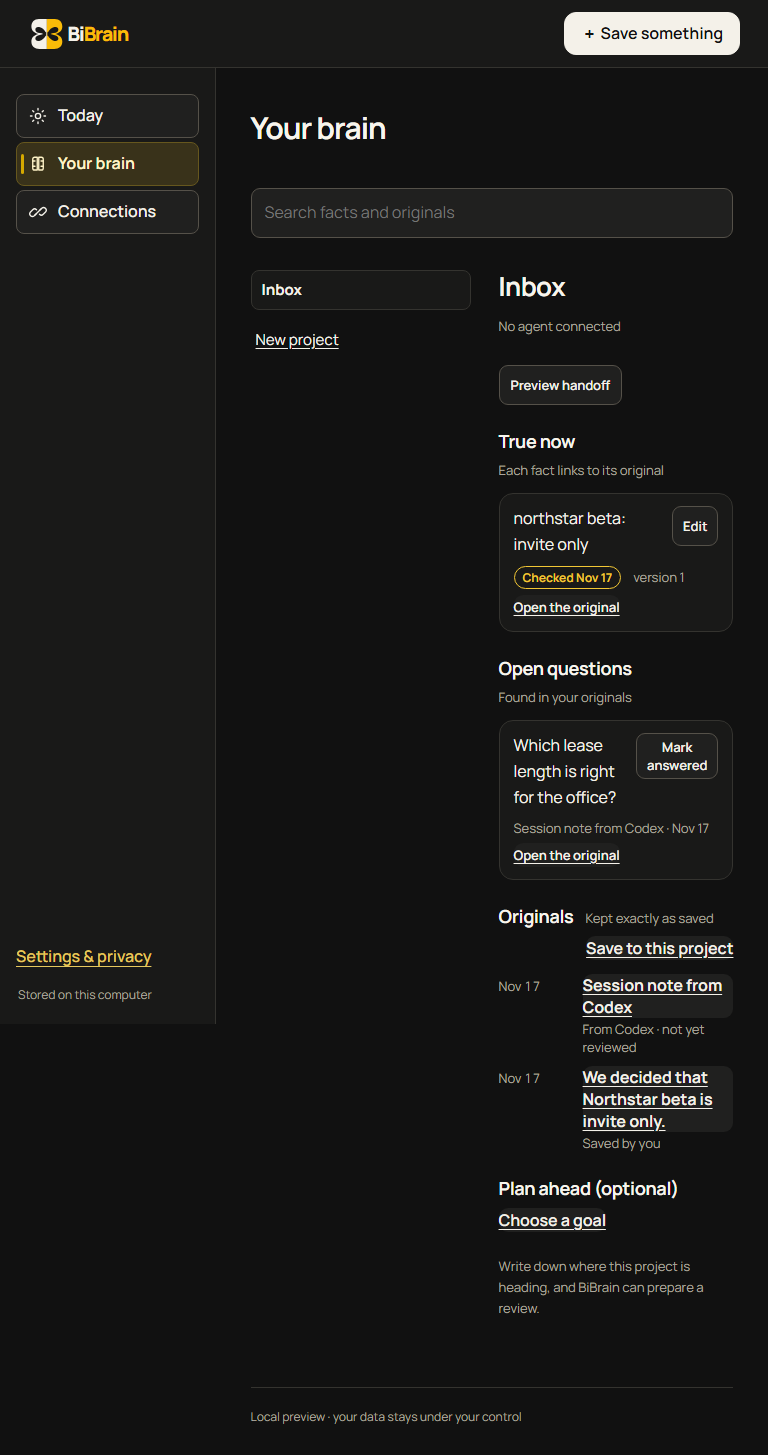 BiBrain
+ Save something
Today
Your brain
Connections
Settings & privacy
Stored on this computer
Your brain
Search facts and originals
Inbox
New project
Inbox
No agent connected
Preview handoff
True now
Each fact links to its original
northstar beta:
invite only
Edit
Checked Nov 17
version 1
Open the original
Open questions
Found in your originals
Which lease
length is right
for the office?
Mark
answered
Session note from Codex · Nov 17
Open the original
Originals
Kept exactly as saved
Save to this project
Nov 17
Session note from
Codex
From Codex · not yet
reviewed
Nov 17
We decided that
Northstar beta is
invite only.
Saved by you
Plan ahead (optional)
Choose a goal
Write down where this project is
heading, and BiBrain can prepare a
review.
Local preview · your data stays under your control